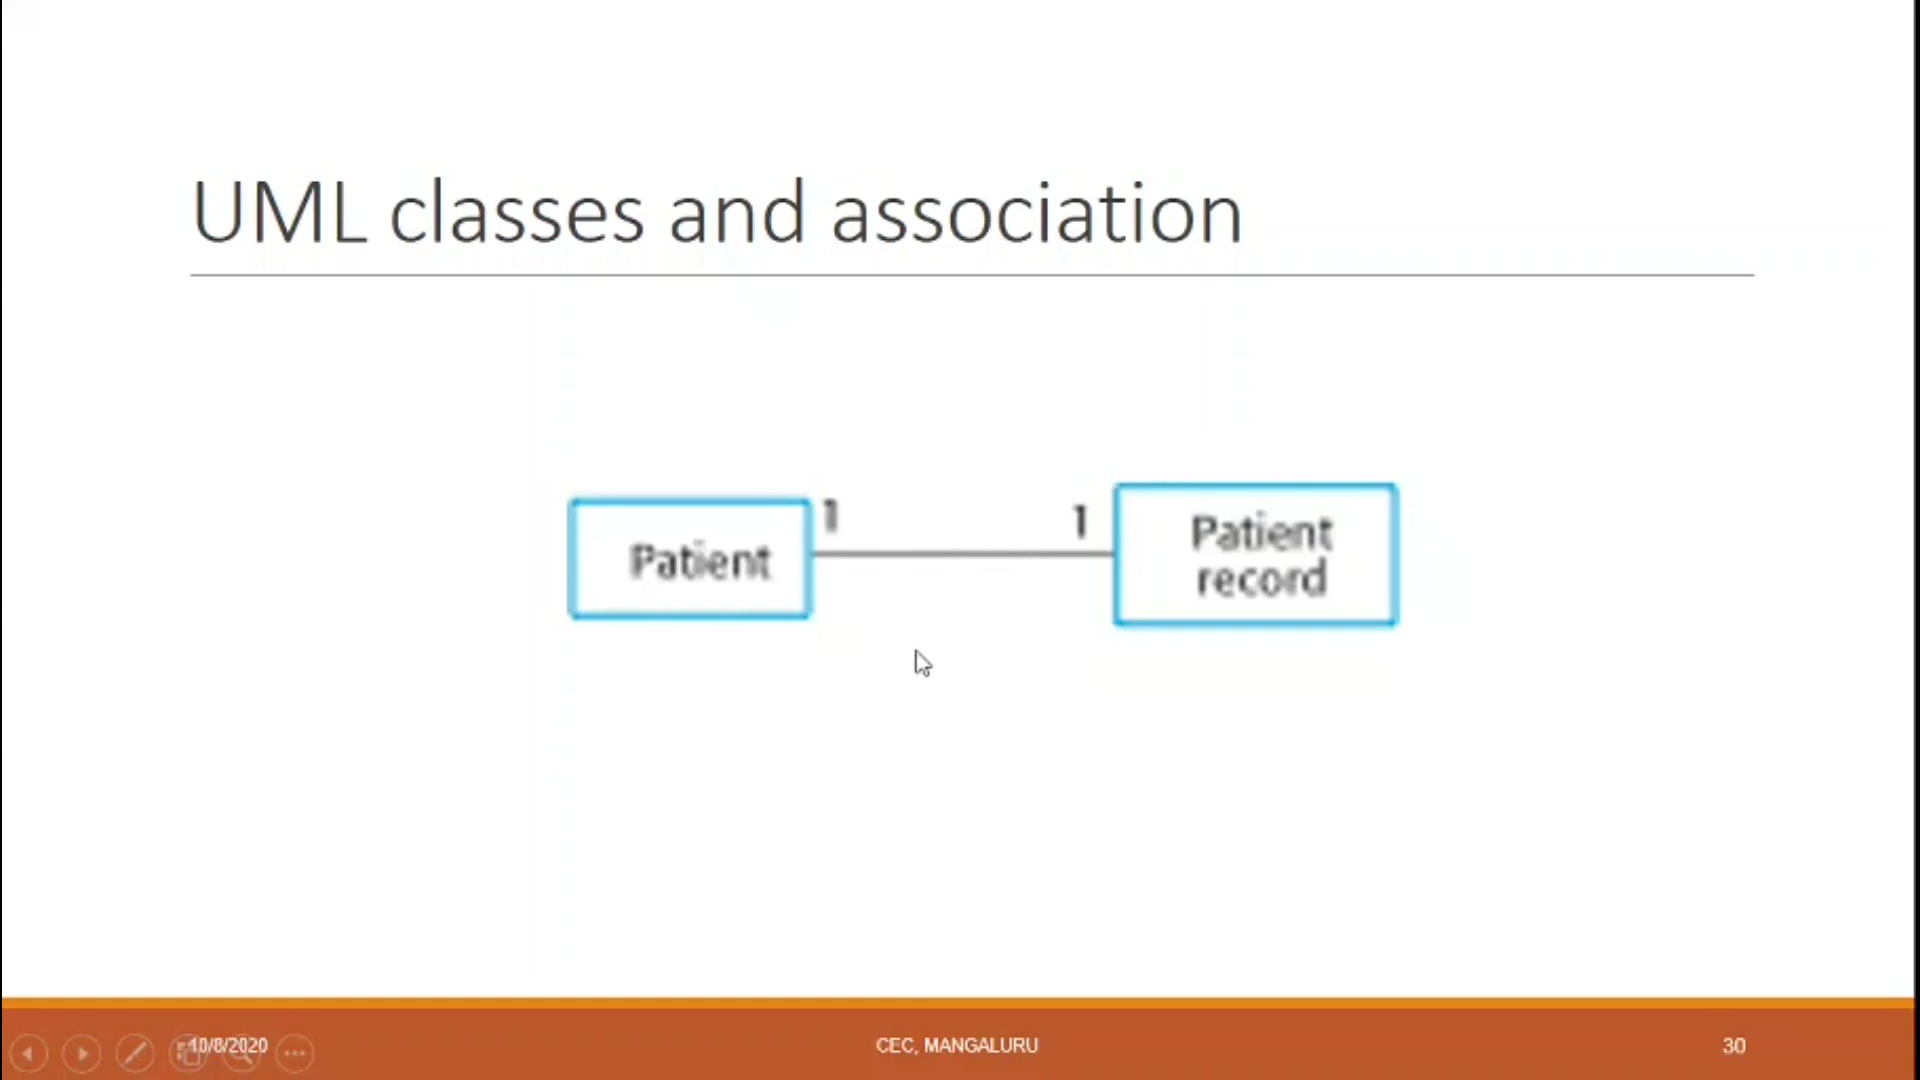 UML classes and association
1
1
Patient
Patient
record
10/8/2020
CEC, MANGALURU
30